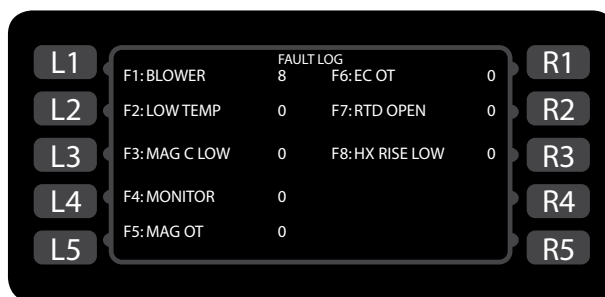 L1
L2
L3
L4
L5
FAULT LOG
F1: BLOWER 8 F6: EC OT 0
F2: LOW TEMP 0 F7: RTD OPEN 0
F3: MAG C LOW 0 F8: HX RISE LOW 0
F4: MONITOR 0
F5: MAG OT 0
R1
R2
R3
R4
R5